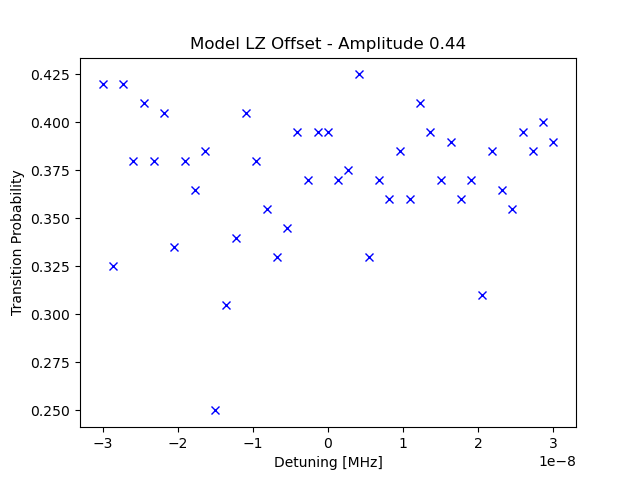 Model LZ Offset - Amplitude 0.44
0.425
0.400
0.375
0.350
0.325
0.300
0.275
0.250
Transition Probability
−3 −2 −1 0 1 2 3
1e−8
Detuning [MHz]